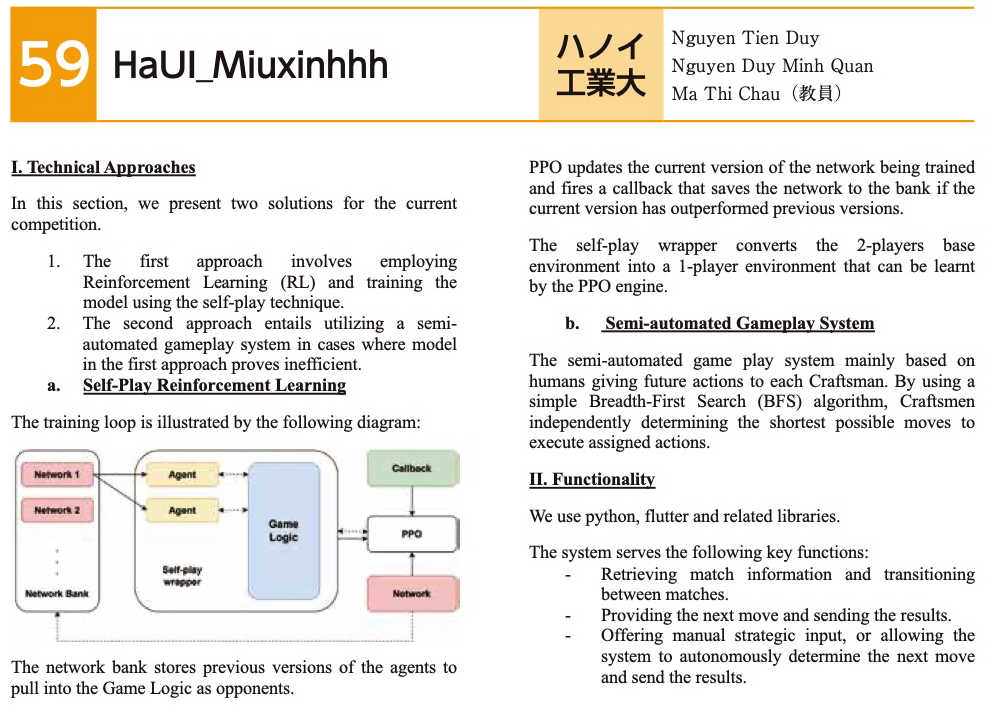 59
HaUI_Miuxinhhh
ハノイ
工業大
Nguyen Tien Duy
Nguyen Duy Minh Quan
Ma Thi Chau（教員）
I. Technical Approaches
In this section, we present two solutions for the current
competition.
1. The first approach involves employing
Reinforcement Learning (RL) and training the
model using the self-play technique.
2. The second approach entails utilizing a semi-
automated gameplay system in cases where model
in the first approach proves inefficient.
a. Self-Play Reinforcement Learning
The training loop is illustrated by the following diagram:
Network 1
Network 2
Network Bank
Agent
Agent
Self-play
wrapper
Game
Logic
Callback
PPO
Network
The network bank stores previous versions of the agents to
pull into the Game Logic as opponents.
PPO updates the current version of the network being trained
and fires a callback that saves the network to the bank if the
current version has outperformed previous versions.
The self-play wrapper converts the 2-players base
environment into a 1-player environment that can be learnt
by the PPO engine.
b. Semi-automated Gameplay System
The semi-automated game play system mainly based on
humans giving future actions to each Craftsman. By using a
simple Breadth-First Search (BFS) algorithm, Craftsmen
independently determining the shortest possible moves to
execute assigned actions.
II. Functionality
We use python, flutter and related libraries.
The system serves the following key functions:
- Retrieving match information and transitioning
between matches.
- Providing the next move and sending the results.
- Offering manual strategic input, or allowing the
system to autonomously determine the next move
and send the results.